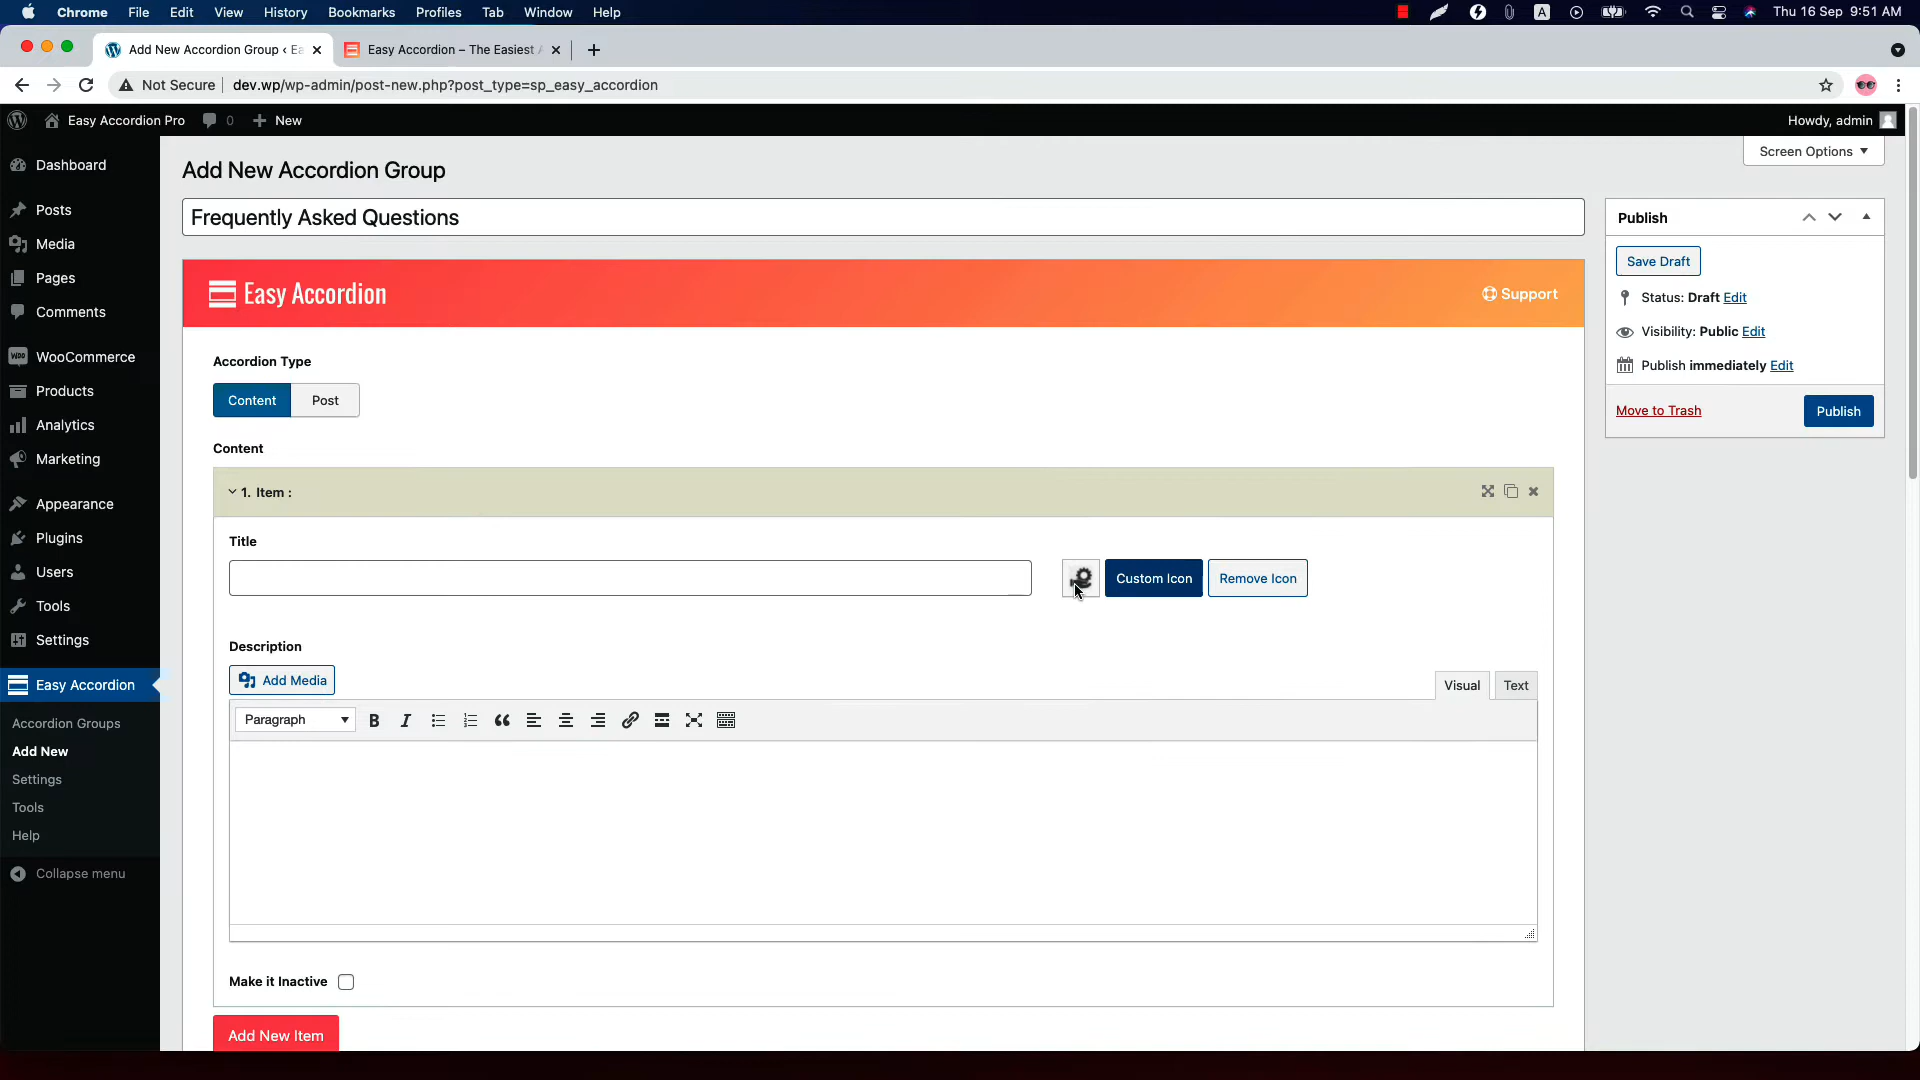 Chrome File Edit View History Bookmarks Profiles Tab Window Help A Thu 16 Sep 9:51 AM
Add New Accordion Group ‹ Ea Easy Accordion – The Easiest
Not Secure dev.wp/wp-admin/post-new.php?post_type=sp_easy_accordion
Easy Accordion Pro 0 New Howdy, admin
Screen Options
Dashboard
Posts
Media
Pages
Comments
WooCommerce
Products
Analytics
Marketing
Appearance
Plugins
Users
Tools
Settings
Easy Accordion
Accordion Groups
Add New
Settings
Tools
Help
Collapse menu
Add New Accordion Group
Frequently Asked Questions
Easy Accordion
Support
Accordion Type
Content Post
Content
1. Item :
Title
Custom Icon Remove Icon
Description
Add Media
Visual Text
Paragraph B I
Make it Inactive
Add New Item
Publish
Save Draft
Status: Draft Edit
Visibility: Public Edit
Publish immediately Edit
Move to Trash Publish